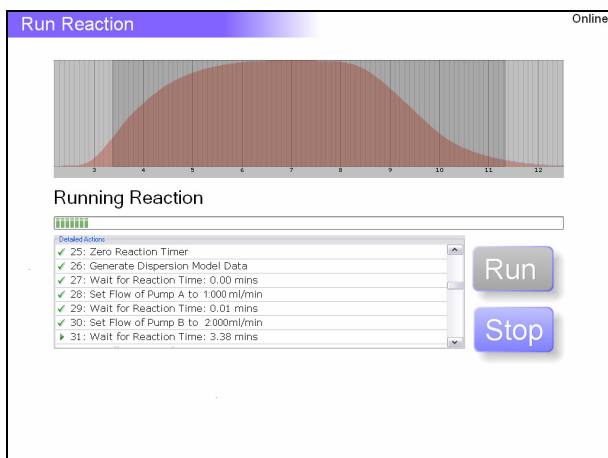 Run Reaction
Online
3 4 5 6 7 8 9 10 11 12
Running Reaction
Detailed Actions
25: Zero Reaction Timer
26: Generate Dispersion Model Data
27: Wait for Reaction Time: 0.00 mins
28: Set Flow of Pump A to 1:000 ml/min
29: Wait for Reaction Time: 0.01 mins
30: Set Flow of Pump B to 2:000ml/min
31: Wait for Reaction Time: 3.38 mins
Run
Stop